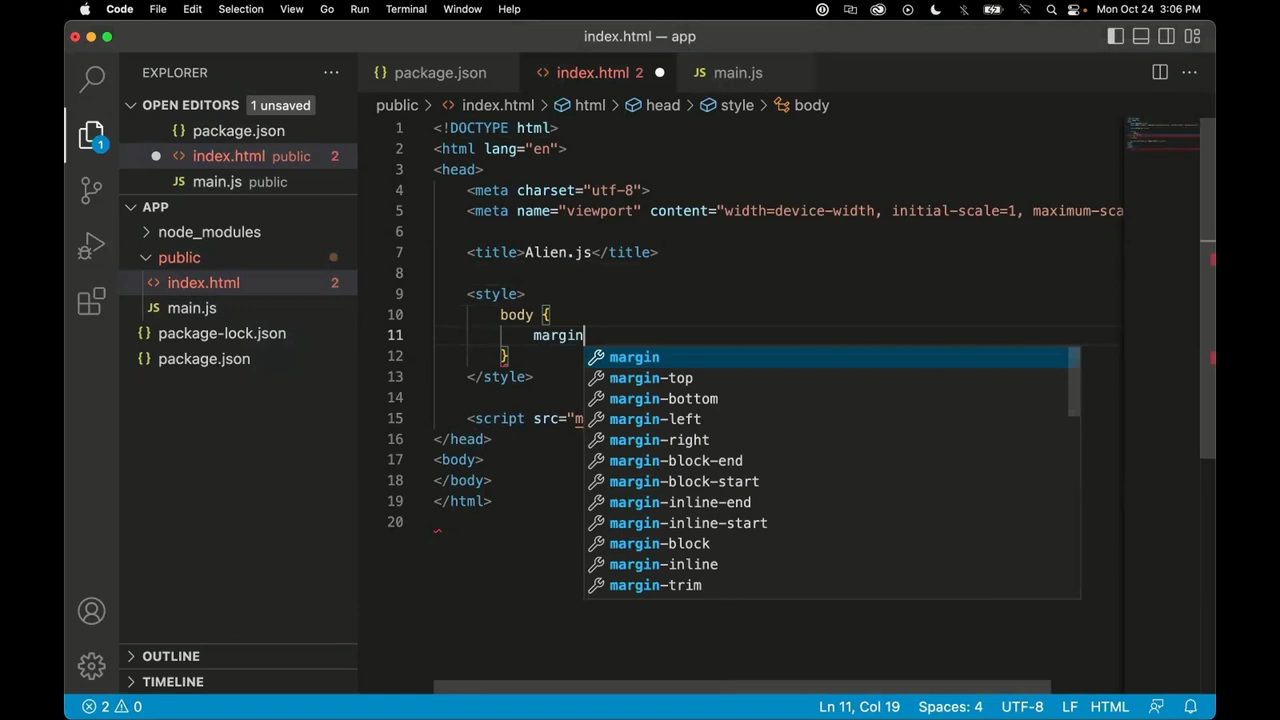 Code File Edit Selection View Go Run Terminal Window Help Mon Oct 24 3:06 PM
index.html — app
EXPLORER
package.json index.html 2 main.js
OPEN EDITORS 1 unsaved
public index.html html head style body
package.json
index.html public 2
main.js public
APP
node_modules
public
index.html 2
main.js
package-lock.json
package.json
OUTLINE
TIMELINE
1
1 <!DOCTYPE html>
2 <html lang="en">
3 <head>
4 <meta charset="utf-8">
5 <meta name="viewport" content="width=device-width, initial-scale=1, maximum-sca
6
7 <title>Alien.js</title>
8
9 <style>
10 body {
11 margin
12 }
13 </style>
14
15 <script src="m
16 </head>
17 <body>
18 </body>
19 </html>
20
margin
margin-top
margin-bottom
margin-left
margin-right
margin-block-end
margin-block-start
margin-inline-end
margin-inline-start
margin-block
margin-inline
margin-trim
2 0 Ln 11, Col 19 Spaces: 4 UTF-8 LF HTML